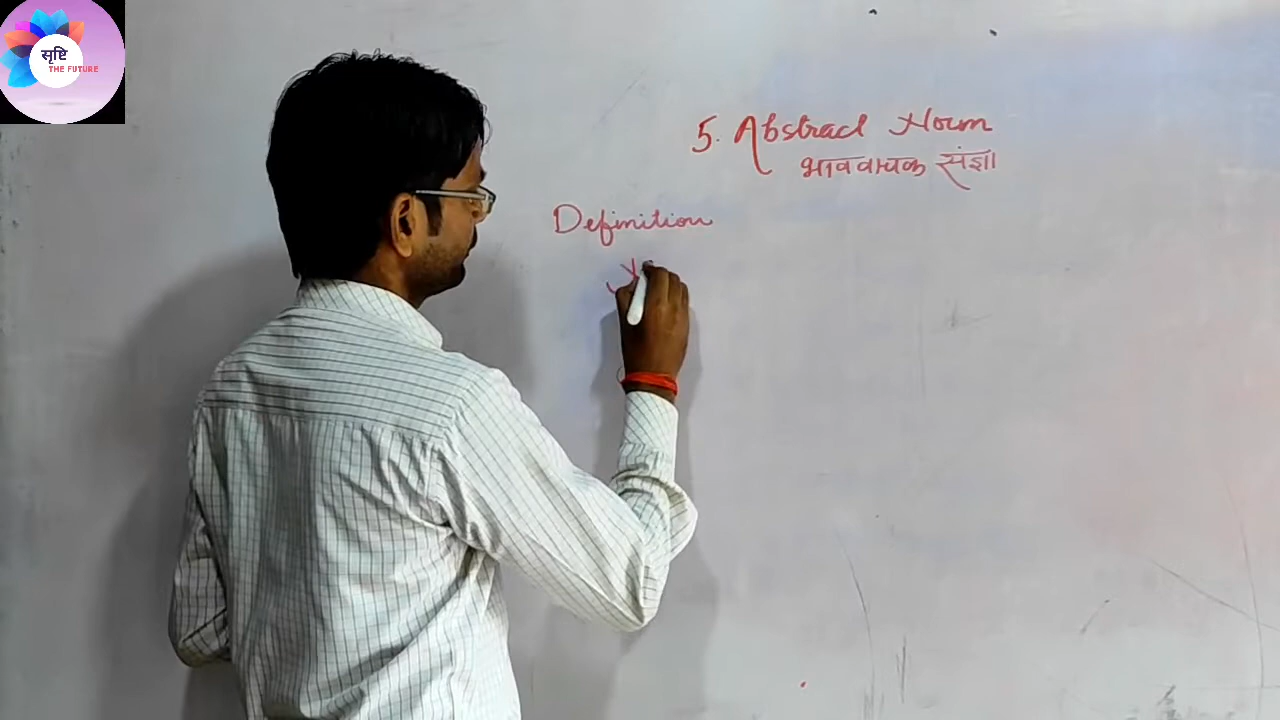 सृष्टि
THE FUTURE
5. Abstract Noun
भाववाचक संज्ञा
Definition